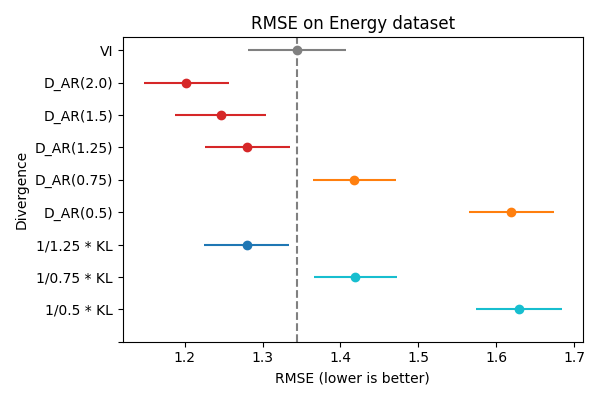 RMSE on Energy dataset
Divergence
VI
D_AR(2.0)
D_AR(1.5)
D_AR(1.25)
D_AR(0.75)
D_AR(0.5)
1/1.25 * KL
1/0.75 * KL
1/0.5 * KL
1.2 1.3 1.4 1.5 1.6 1.7
RMSE (lower is better)